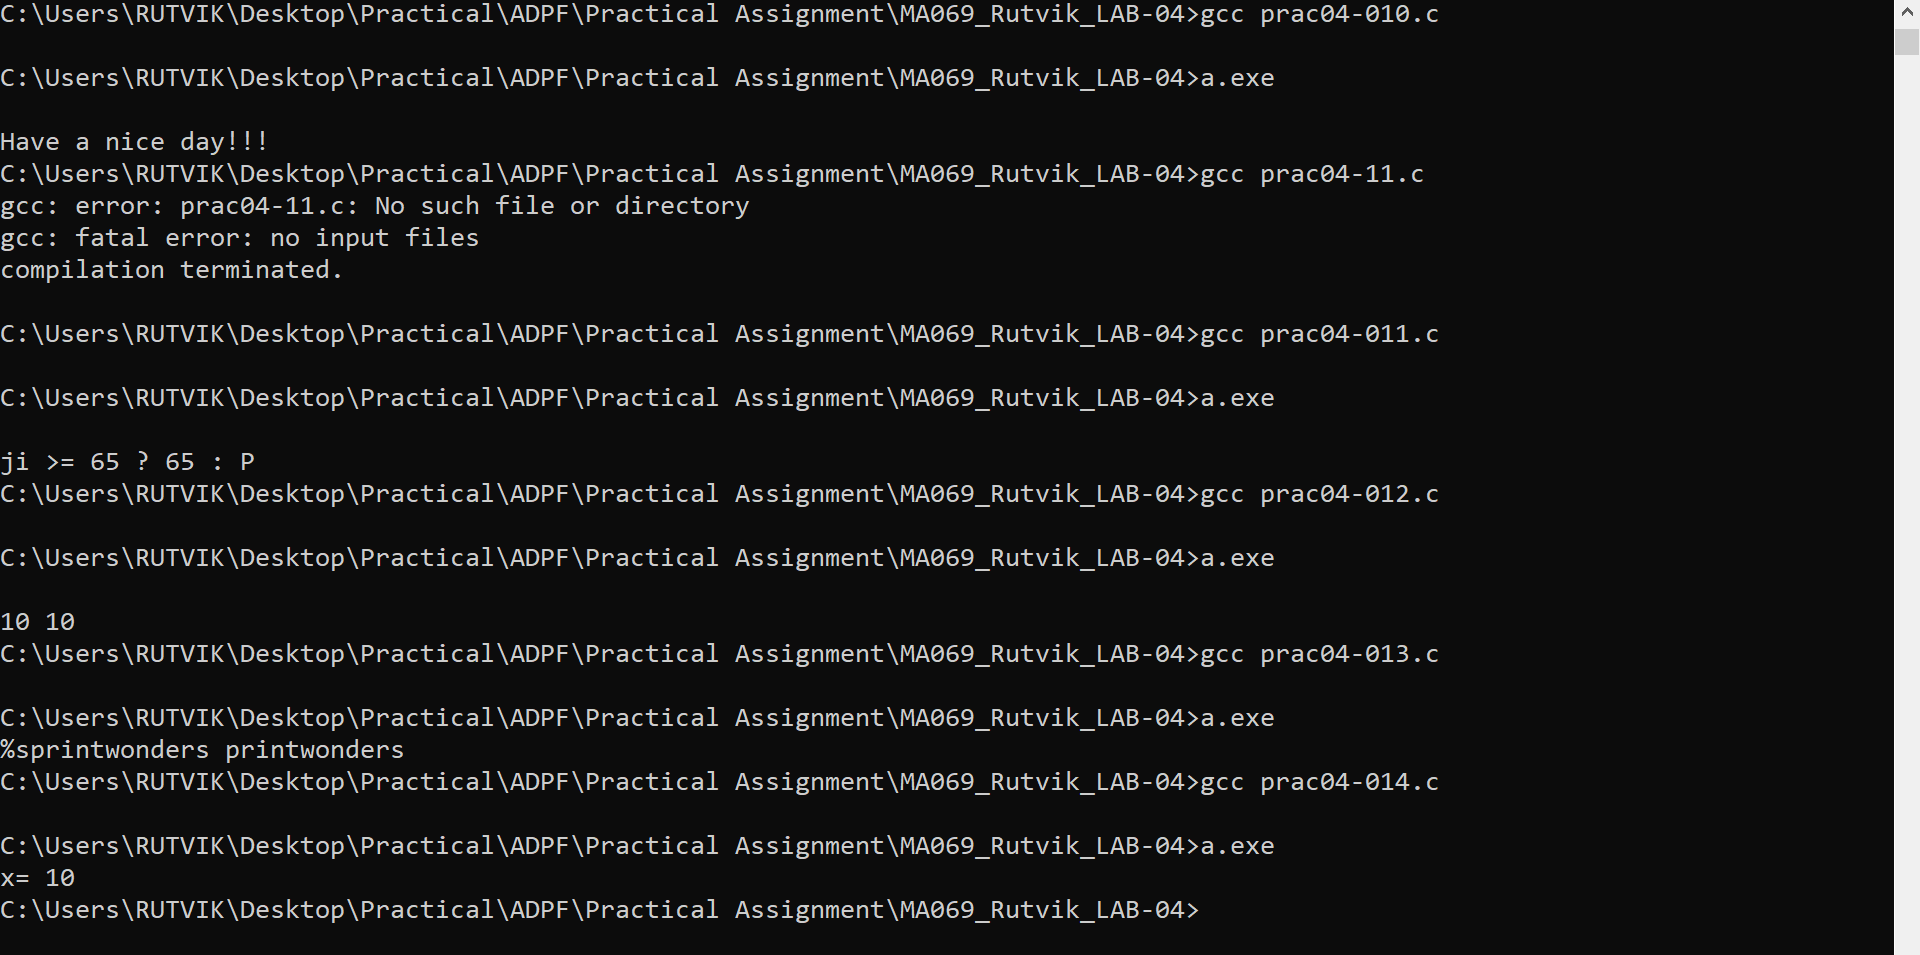 C:\Users\RUTVIK\Desktop\Practical\ADPF\Practical Assignment\MA069_Rutvik_LAB-04>gcc prac04-010.c
C:\Users\RUTVIK\Desktop\Practical\ADPF\Practical Assignment\MA069_Rutvik_LAB-04>a.exe
Have a nice day!!!
C:\Users\RUTVIK\Desktop\Practical\ADPF\Practical Assignment\MA069_Rutvik_LAB-04>gcc prac04-11.c
gcc: error: prac04-11.c: No such file or directory
gcc: fatal error: no input files
compilation terminated.
C:\Users\RUTVIK\Desktop\Practical\ADPF\Practical Assignment\MA069_Rutvik_LAB-04>gcc prac04-011.c
C:\Users\RUTVIK\Desktop\Practical\ADPF\Practical Assignment\MA069_Rutvik_LAB-04>a.exe
ji >= 65 ? 65 : P
C:\Users\RUTVIK\Desktop\Practical\ADPF\Practical Assignment\MA069_Rutvik_LAB-04>gcc prac04-012.c
C:\Users\RUTVIK\Desktop\Practical\ADPF\Practical Assignment\MA069_Rutvik_LAB-04>a.exe
10 10
C:\Users\RUTVIK\Desktop\Practical\ADPF\Practical Assignment\MA069_Rutvik_LAB-04>gcc prac04-013.c
C:\Users\RUTVIK\Desktop\Practical\ADPF\Practical Assignment\MA069_Rutvik_LAB-04>a.exe
%sprintwonders printwonders
C:\Users\RUTVIK\Desktop\Practical\ADPF\Practical Assignment\MA069_Rutvik_LAB-04>gcc prac04-014.c
C:\Users\RUTVIK\Desktop\Practical\ADPF\Practical Assignment\MA069_Rutvik_LAB-04>a.exe
x= 10
C:\Users\RUTVIK\Desktop\Practical\ADPF\Practical Assignment\MA069_Rutvik_LAB-04>